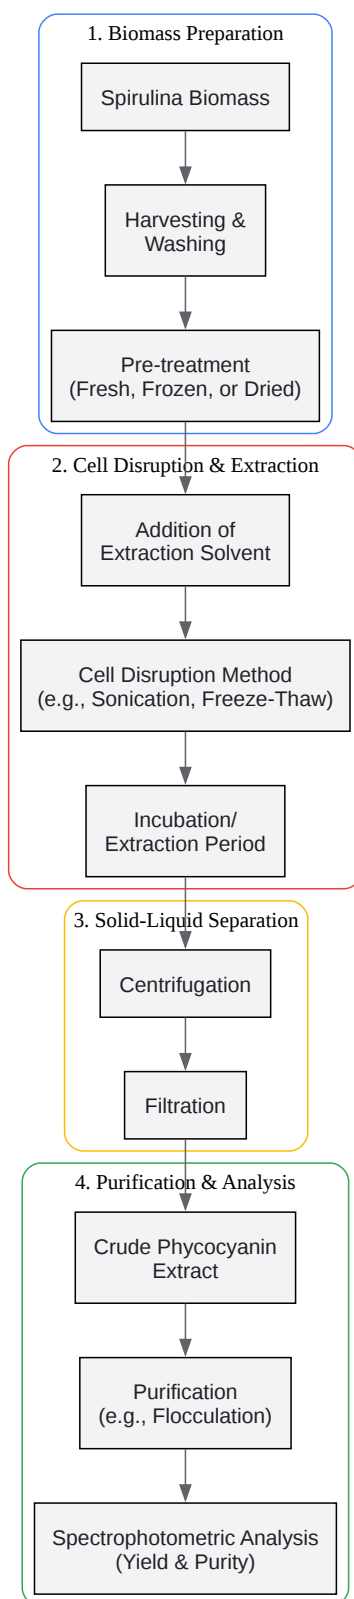 1. Biomass Preparation
Spirulina Biomass
Harvesting &
Washing
Pre-treatment
(Fresh, Frozen, or Dried)
2. Cell Disruption & Extraction
Addition of
Extraction Solvent
Cell Disruption Method
(e.g., Sonication, Freeze-Thaw)
Incubation/
Extraction Period
3. Solid-Liquid Separation
Centrifugation
Filtration
4. Purification & Analysis
Crude Phycocyanin
Extract
Purification
(e.g., Flocculation)
Spectrophotometric Analysis
(Yield & Purity)